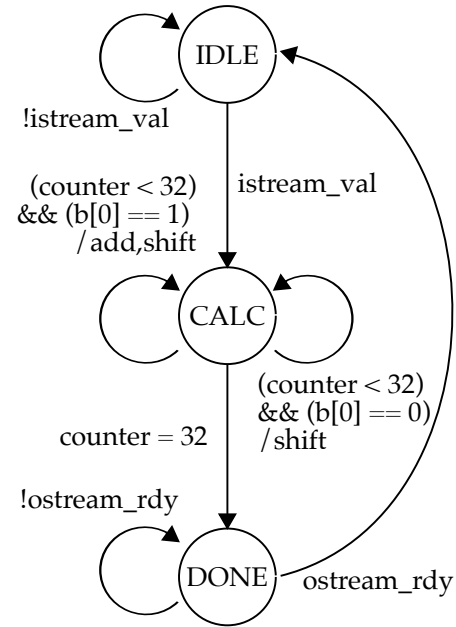 IDLE
!istream_val
istream_val
(counter < 32)
&& (b[0] == 1)
/add,shift
CALC
(counter < 32)
&& (b[0] == 0)
/shift
counter = 32
!ostream_rdy
DONE
ostream_rdy